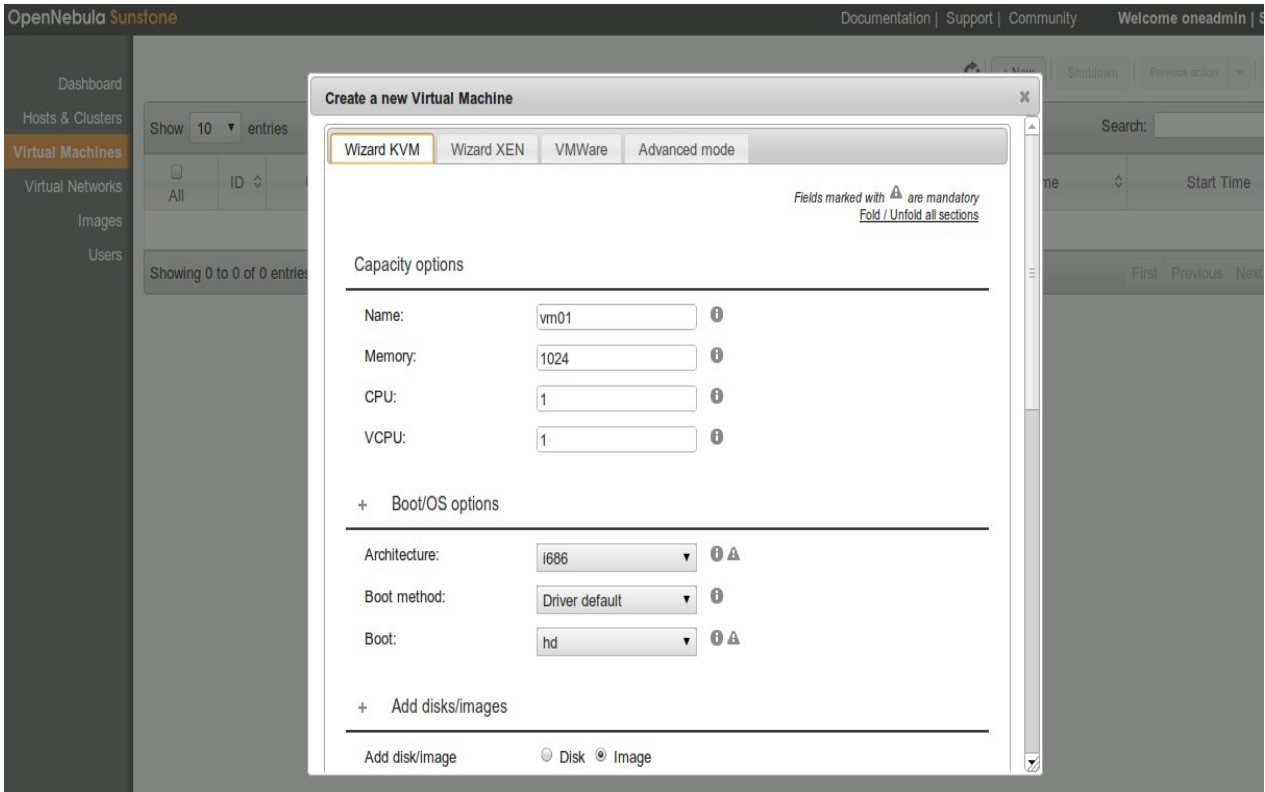 OpenNebula Sunstone
Documentation | Support | Community
Welcome oneadmin |
Dashboard
Hosts & Clusters
Virtual Machines
Virtual Networks
Images
Users
+ New
Shutdown
Previous action
Show 10 entries
Search:
All
ID
Start Time
Showing 0 to 0 of 0 entries
First Previous Next
Create a new Virtual Machine
Wizard KVM
Wizard XEN
VMWare
Advanced mode
Fields marked with are mandatory
Fold / Unfold all sections
Capacity options
Name: vm01
Memory: 1024
CPU: 1
VCPU: 1
+ Boot/OS options
Architecture: i686
Boot method: Driver default
Boot: hd
+ Add disks/images
Add disk/image Disk Image